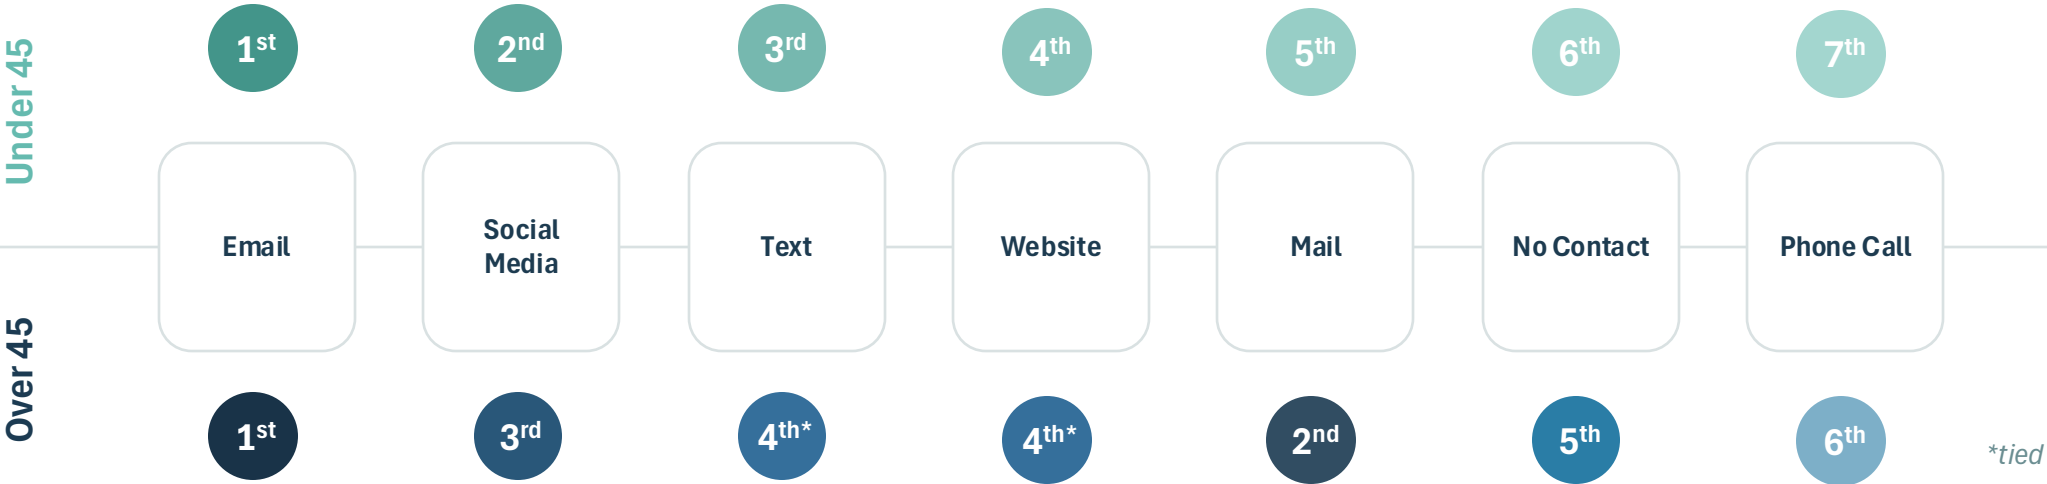 Under 45
1st
2nd
3rd
4th
5th
6th
7th
Email
Social
Media
Text
Website
Mail
No Contact
Phone Call
Over 45
1st
3rd
4th*
4th*
2nd
5th
6th
*tied